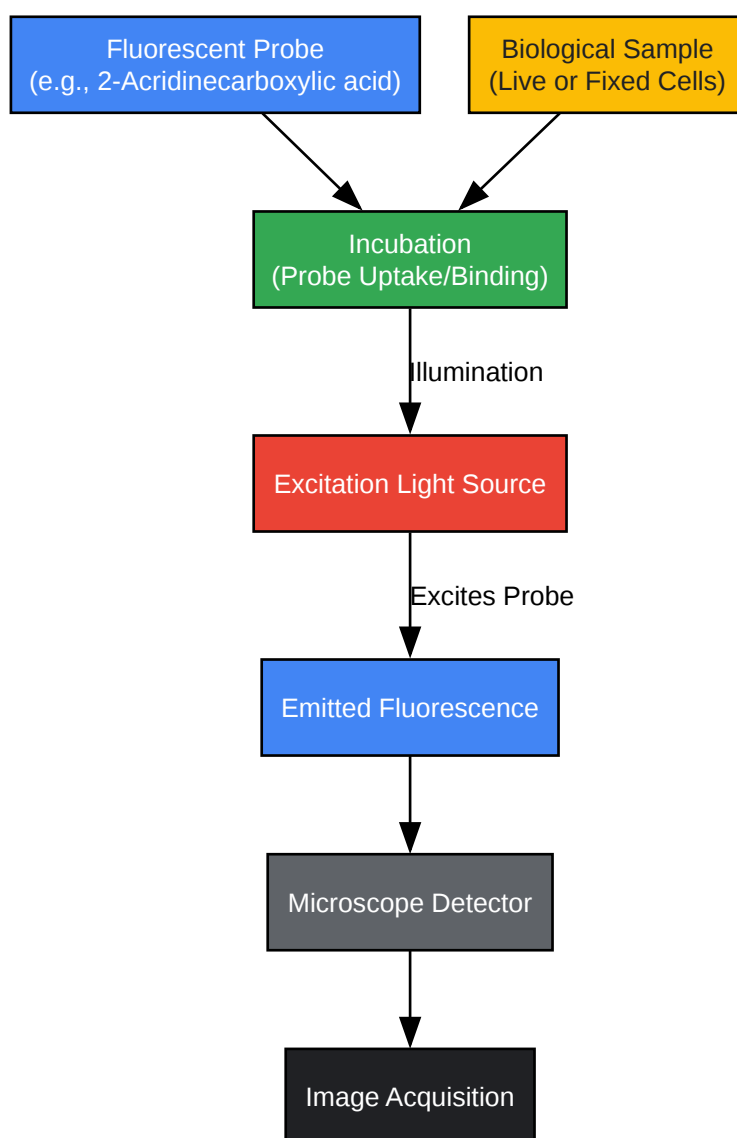 Fluorescent Probe
(e.g., 2-Acridinecarboxylic acid)
Biological Sample
(Live or Fixed Cells)
Incubation
(Probe Uptake/Binding)
Illumination
Excitation Light Source
Excites Probe
Emitted Fluorescence
Microscope Detector
Image Acquisition